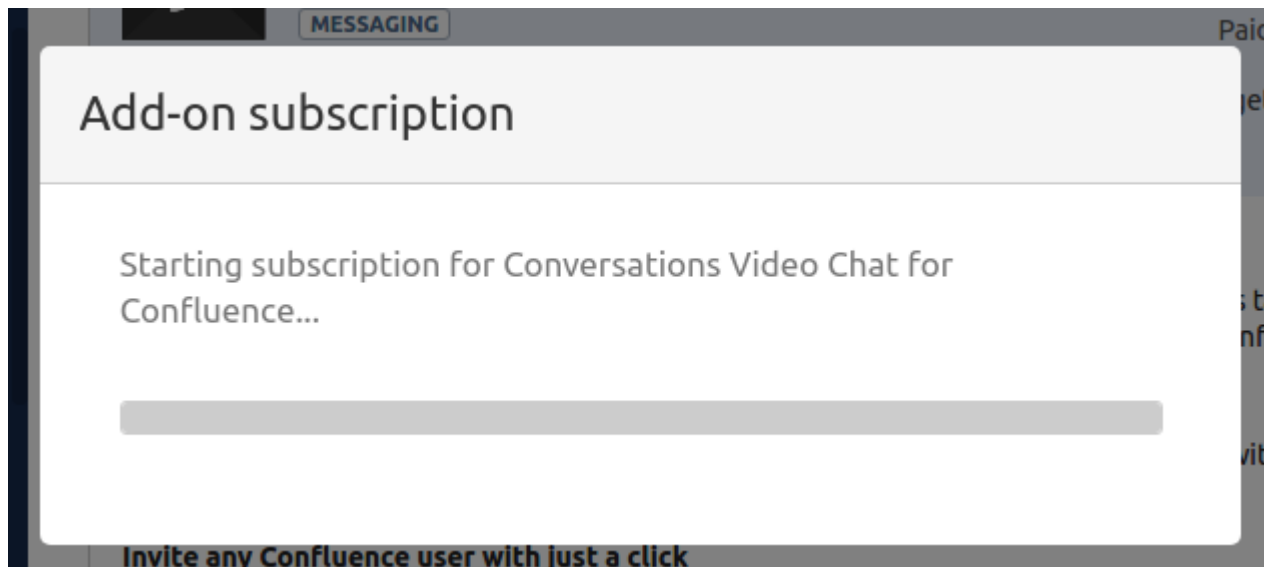 MESSAGING
Add-on subscription
Starting subscription for Conversations Video Chat for
Confluence...
Invite any Confluence user with just a click